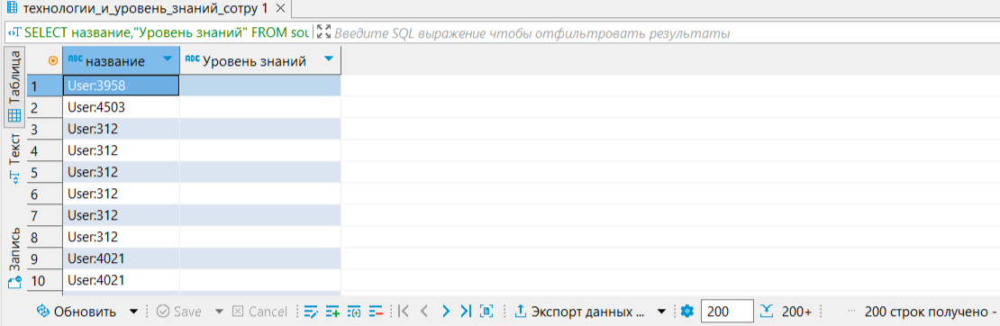 технологии_и_уровень_знаний_сотру 1
SELECT название,"Уровень знаний" FROM sou Введите SQL выражение чтобы отфильтровать результаты
Таблица
Текст
Запись
ABC название ABC Уровень знаний
1 User:3958
2 User:4503
3 User:312
4 User:312
5 User:312
6 User:312
7 User:312
8 User:312
9 User:4021
10 User:4021
Обновить Save Cancel Экспорт данных ... 200 200+ ... 200 строк получено -